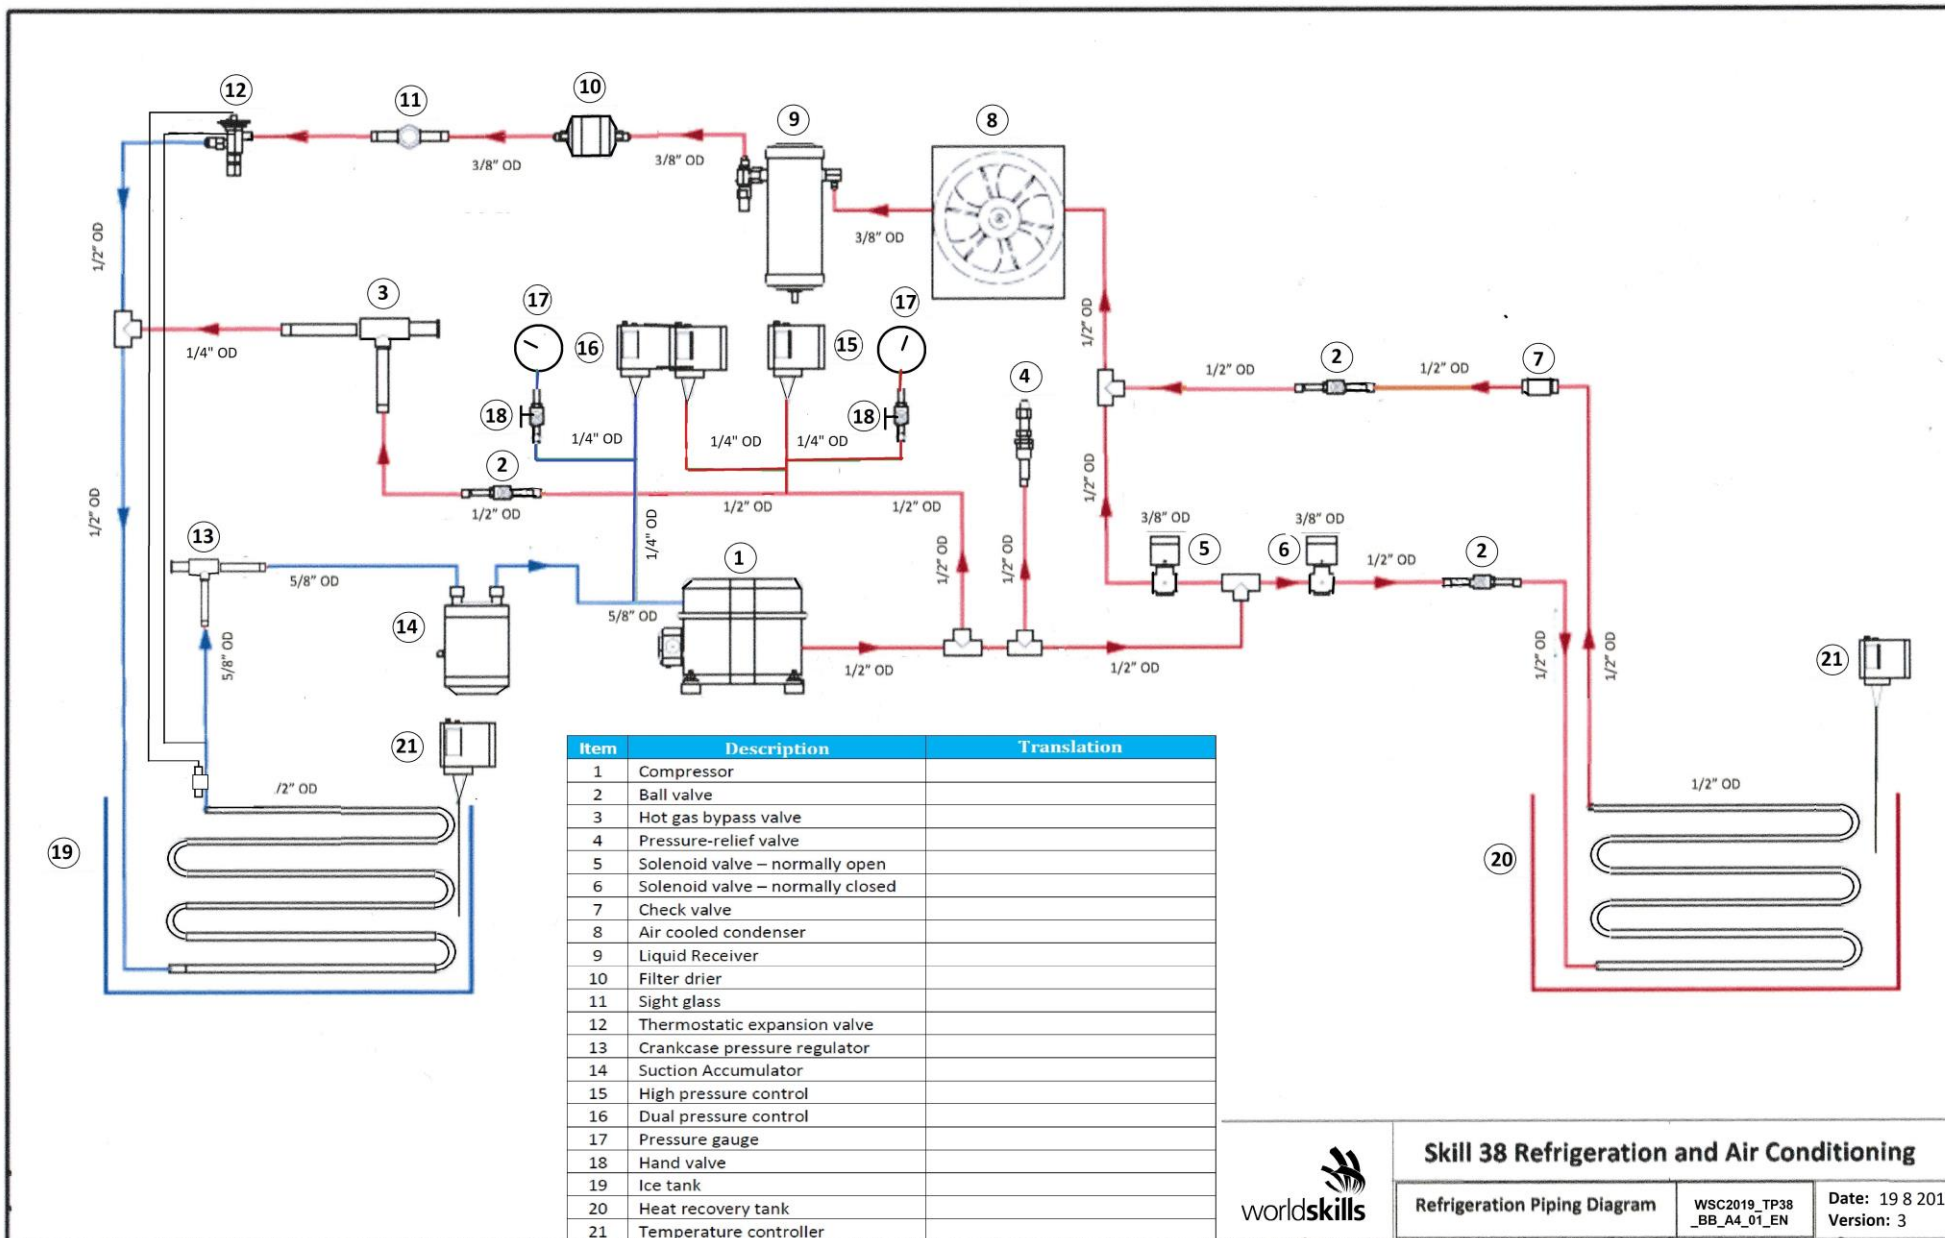 12
11
10
9
8
3/8" OD
3/8" OD
3/8" OD
1/2" OD
3
17
16
15
17
1/4" OD
1/2" OD
4
2
7
1/2" OD
1/2" OD
18
18
1/4" OD
1/4" OD
1/4" OD
2
1/2" OD
1/2" OD
1/2" OD
1/2" OD
1/2" OD
1/4" OD
1/2" OD
3/8" OD
3/8" OD
5
6
2
1/2" OD
13
5/8" OD
1
1/2" OD
1/2" OD
14
5/8" OD
5/8" OD
1/2" OD
1/2" OD
1/2" OD
1/2" OD
21
21
/2" OD
1/2" OD
19
20
Item Description Translation
1 Compressor
2 Ball valve
3 Hot gas bypass valve
4 Pressure-relief valve
5 Solenoid valve – normally open
6 Solenoid valve – normally closed
7 Check valve
8 Air cooled condenser
9 Liquid Receiver
10 Filter drier
11 Sight glass
12 Thermostatic expansion valve
13 Crankcase pressure regulator
14 Suction Accumulator
15 High pressure control
16 Dual pressure control
17 Pressure gauge
18 Hand valve
19 Ice tank
20 Heat recovery tank
21 Temperature controller
worldskills
Skill 38 Refrigeration and Air Conditioning
Refrigeration Piping Diagram
WSC2019_TP38
_BB_A4_01_EN
Date: 19 8 201
Version: 3